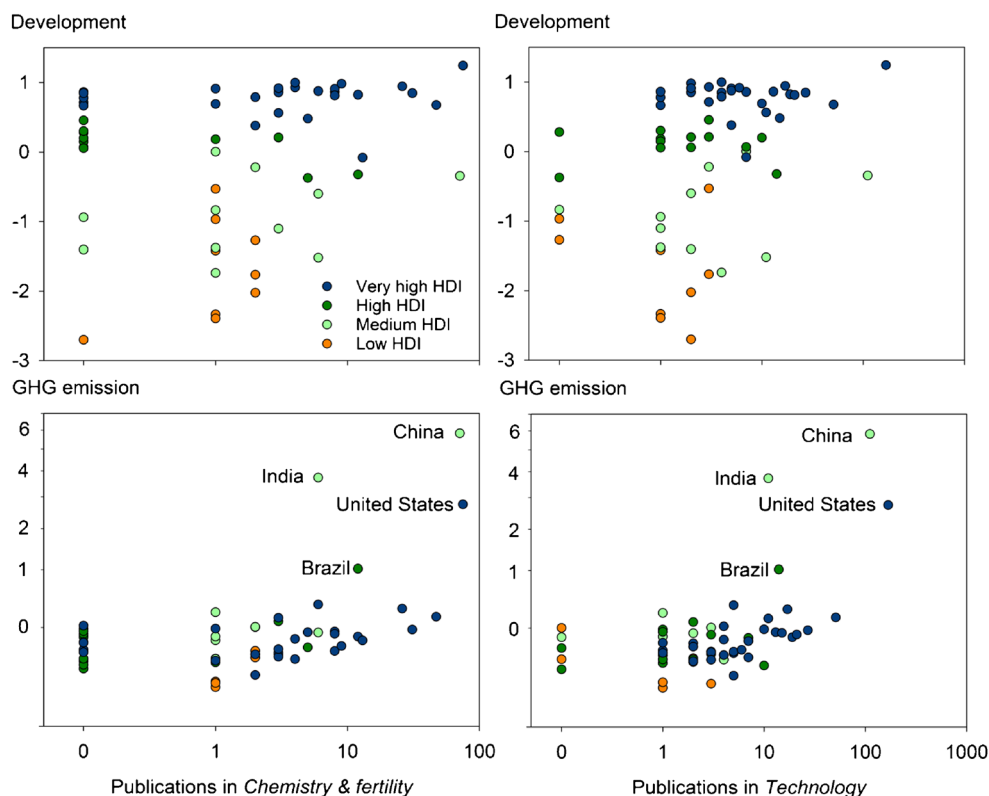 Development
1
0
-1
-2
-3
Very high HDI
High HDI
Medium HDI
Low HDI
Development
1
0
-1
-2
-3
GHG emission
6
4
2
1
0
China
India
United States
Brazil
0 1 10 100
Publications in Chemistry & fertility
GHG emission
6
4
2
1
0
China
India
United States
Brazil
0 1 10 100 1000
Publications in Technology